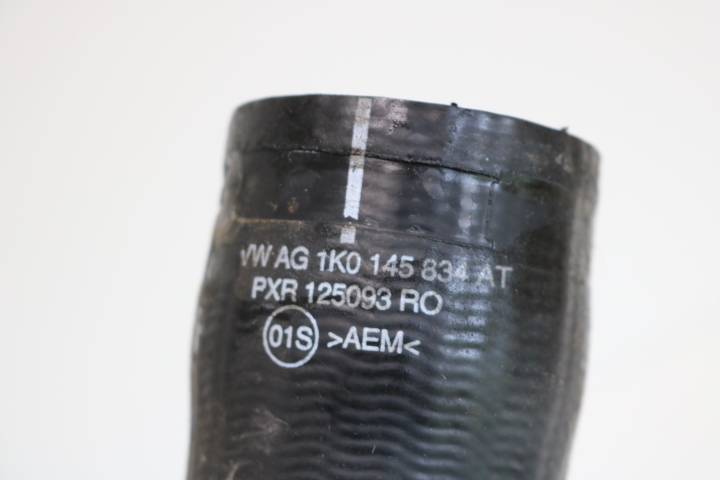 VW AG 1K0 145 834 AT
PXR 125093 RO
01S >AEM<